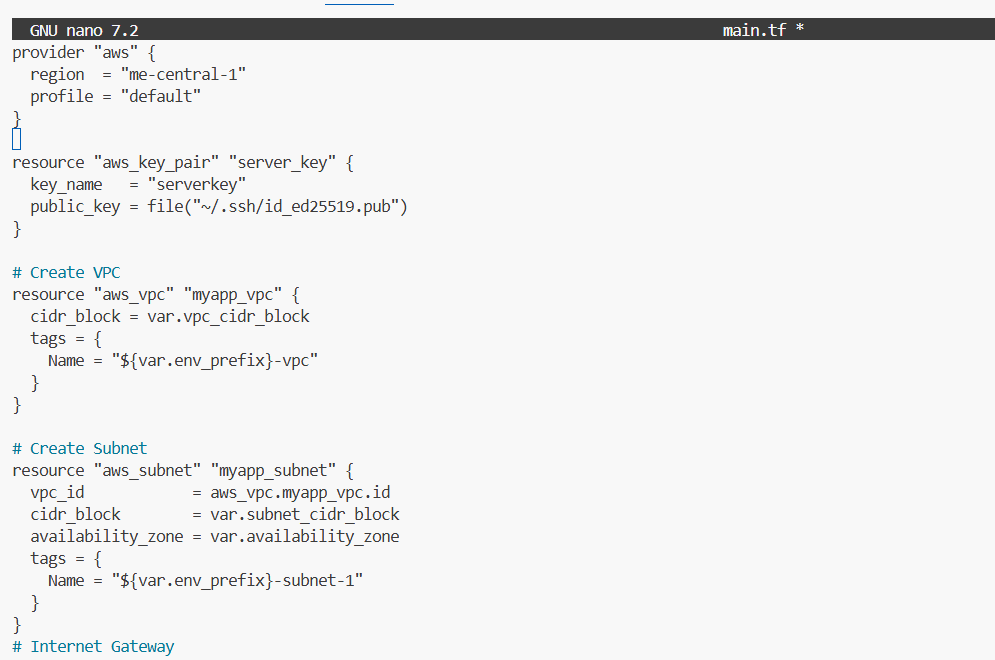 GNU nano 7.2 main.tf *
provider "aws" {
  region  = "me-central-1"
  profile = "default"
}

resource "aws_key_pair" "server_key" {
  key_name   = "serverkey"
  public_key = file("~/.ssh/id_ed25519.pub")
}

# Create VPC
resource "aws_vpc" "myapp_vpc" {
  cidr_block = var.vpc_cidr_block
  tags = {
    Name = "${var.env_prefix}-vpc"
  }
}

# Create Subnet
resource "aws_subnet" "myapp_subnet" {
  vpc_id            = aws_vpc.myapp_vpc.id
  cidr_block        = var.subnet_cidr_block
  availability_zone = var.availability_zone
  tags = {
    Name = "${var.env_prefix}-subnet-1"
  }
}
# Internet Gateway